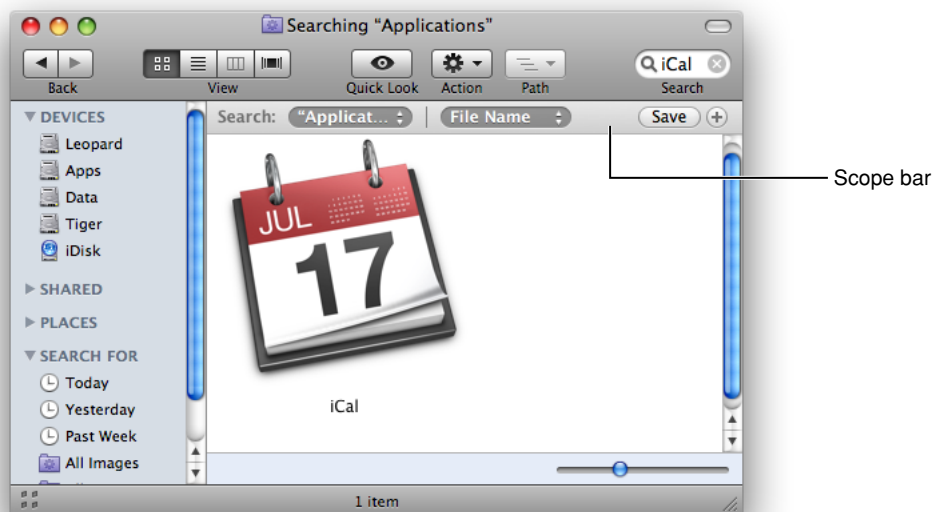 Searching “Applications”
iCal
Back
View
Quick Look
Action
Path
Search
DEVICES
Leopard
Apps
Data
Tiger
iDisk
SHARED
PLACES
SEARCH FOR
Today
Yesterday
Past Week
All Images
Search: “Applicat... File Name Save
JUL
17
iCal
1 item
Scope bar